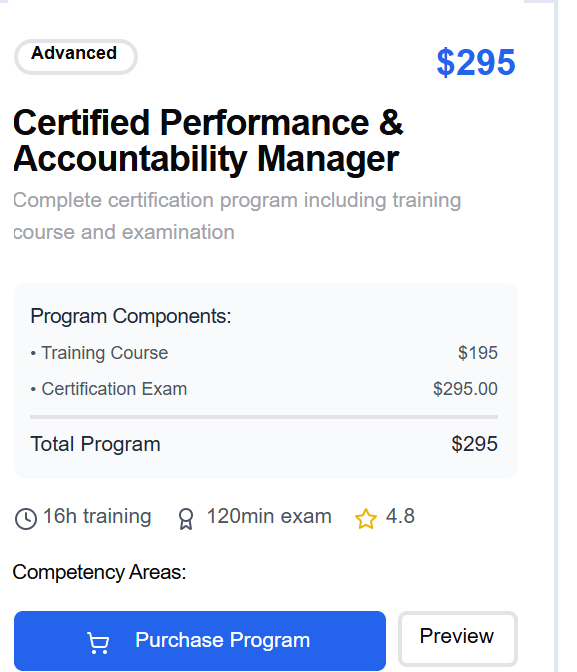 Advanced
$295
Certified Performance &
Accountability Manager
Complete certification program including training
course and examination
Program Components:
• Training Course $195
• Certification Exam $295.00
Total Program $295
16h training 120min exam 4.8
Competency Areas:
Purchase Program Preview